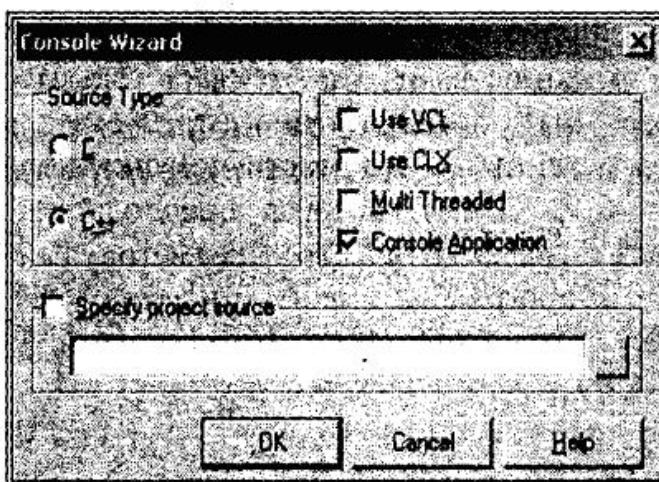 Console Wizard
Source Type
C
C++
Use VCL
Use CLX
Multi Threaded
Console Application
Specify project source
OK
Cancel
Help